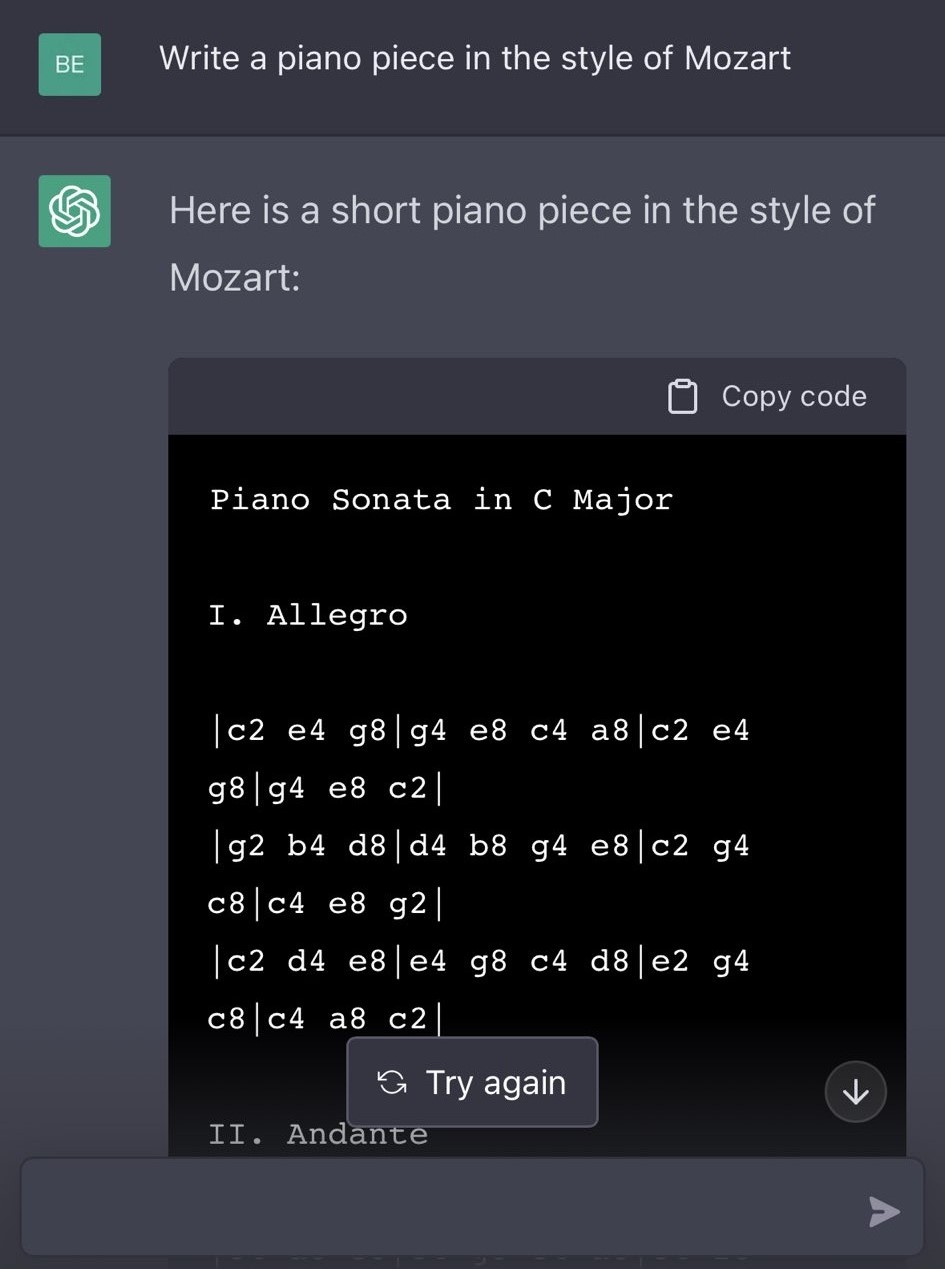 BE
Write a piano piece in the style of Mozart
Here is a short piano piece in the style of
Mozart:
Copy code
Piano Sonata in C Major
I. Allegro
|c2 e4 g8|g4 e8 c4 a8|c2 e4
g8|g4 e8 c2|
|g2 b4 d8|d4 b8 g4 e8|c2 g4
c8|c4 e8 g2|
|c2 d4 e8|e4 g8 c4 d8|e2 g4
c8|c4 a8 c2|
Try again
II. Andante